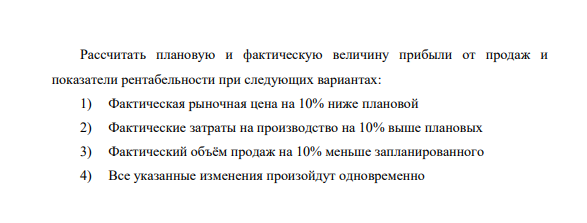 Рассчитать плановую и фактическую величину прибыли от продаж и
показатели рентабельности при следующих вариантах:
1) Фактическая рыночная цена на 10% ниже плановой
2) Фактические затраты на производство на 10% выше плановых
3) Фактический объём продаж на 10% меньше запланированного
4) Все указанные изменения произойдут одновременно